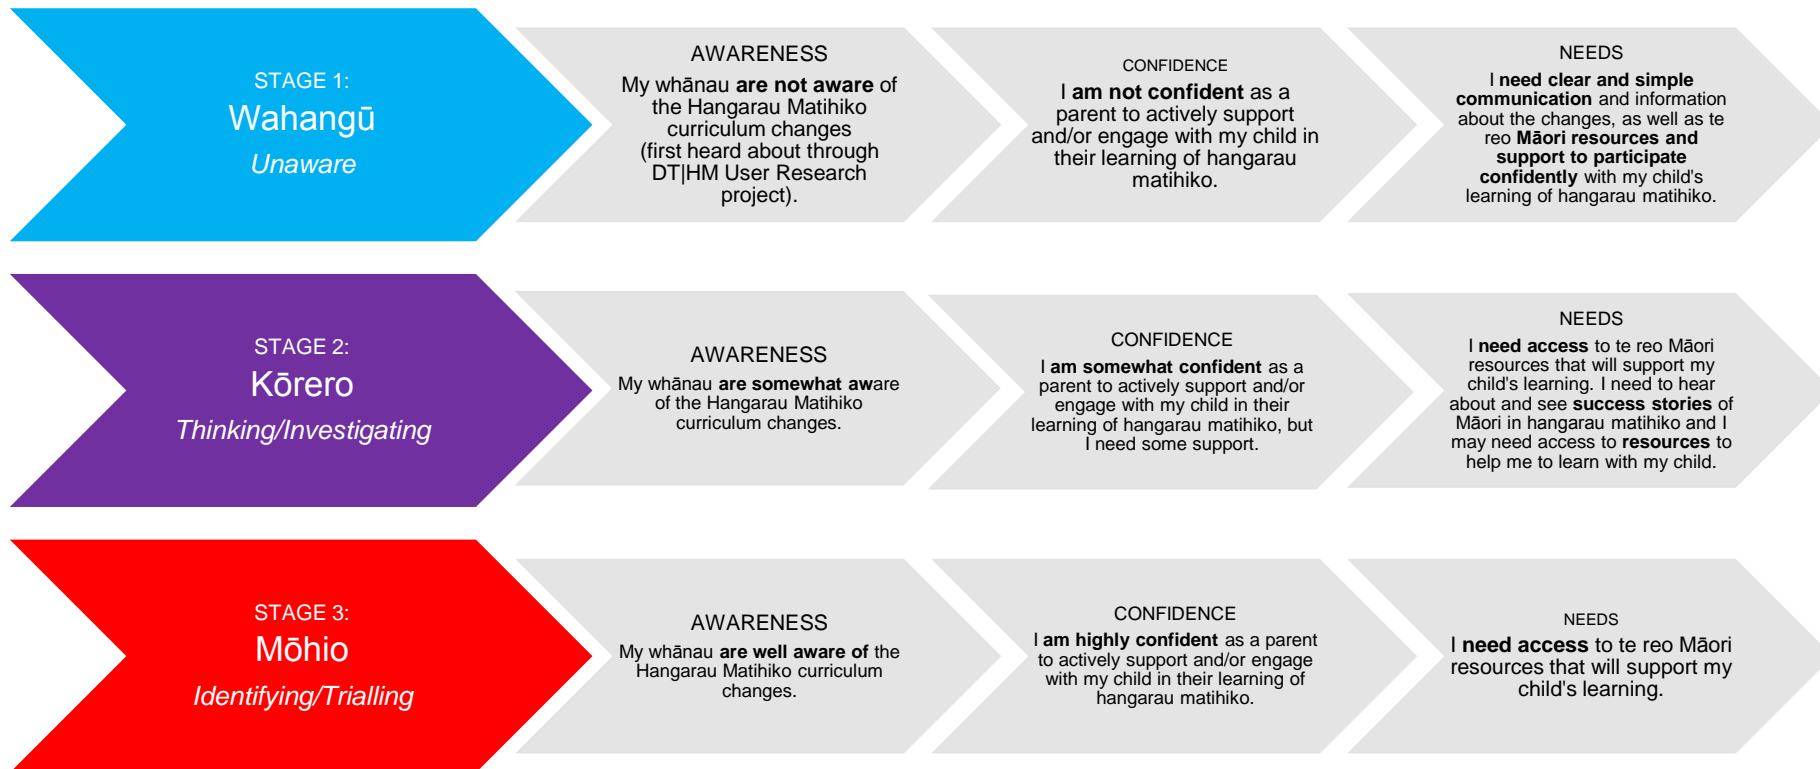 STAGE 1:
Wahangū
Unaware
AWARENESS
My whānau are not aware of
the Hangarau Matihiko
curriculum changes
(first heard about through
DT|HM User Research
project).
CONFIDENCE
I am not confident as a
parent to actively support
and/or engage with my child in
their learning of hangarau
matihiko.
NEEDS
I need clear and simple
communication and information
about the changes, as well as te
reo Māori resources and
support to participate
confidently with my child's
learning of hangarau matihiko.
STAGE 2:
Kōrero
Thinking/Investigating
AWARENESS
My whānau are somewhat aware
of the Hangarau Matihiko
curriculum changes.
CONFIDENCE
I am somewhat confident as a
parent to actively support and/or
engage with my child in their
learning of hangarau matihiko, but
I need some support.
NEEDS
I need access to te reo Māori
resources that will support my
child's learning. I need to hear
about and see success stories of
Māori in hangarau matihiko and I
may need access to resources to
help me to learn with my child.
STAGE 3:
Mōhio
Identifying/Trialling
AWARENESS
My whānau are well aware of the
Hangarau Matihiko curriculum
changes.
CONFIDENCE
I am highly confident as a parent
to actively support and/or engage
with my child in their learning of
hangarau matihiko.
NEEDS
I need access to te reo Māori
resources that will support my
child's learning.